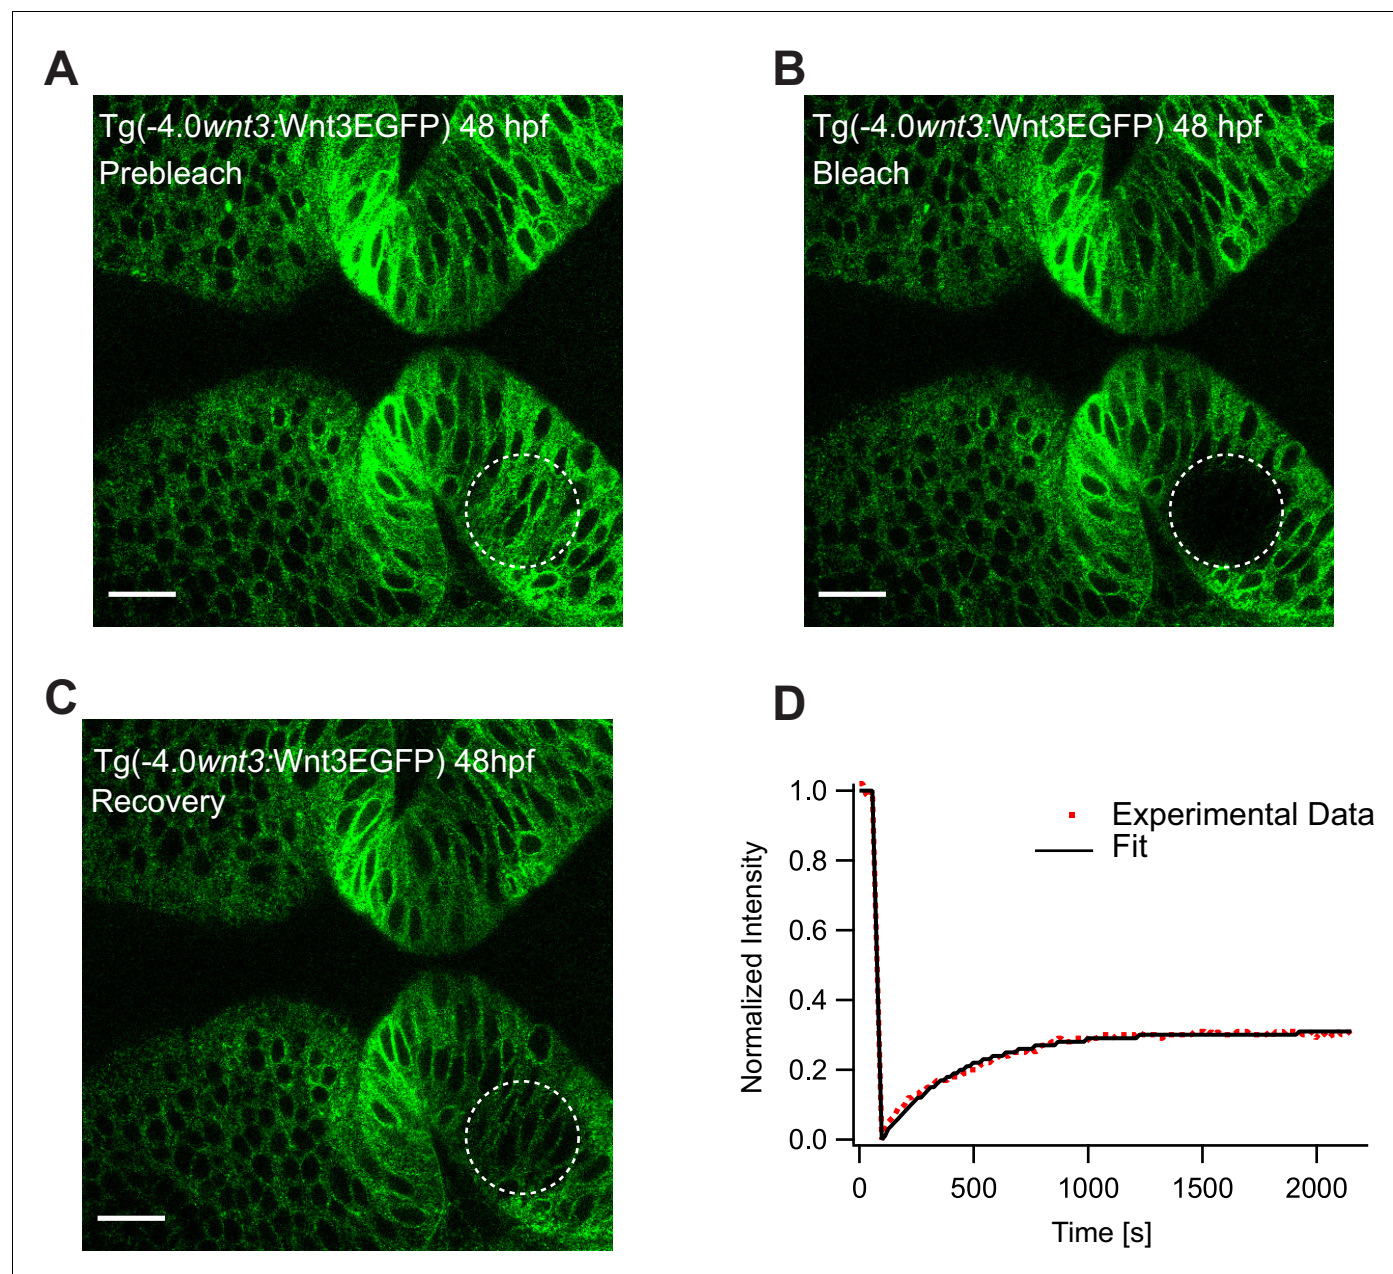 A
Tg(-4.0wnt3:Wnt3EGFP) 48 hpf
Prebleach
B
Tg(-4.0wnt3:Wnt3EGFP) 48 hpf
Bleach
C
Tg(-4.0wnt3:Wnt3EGFP) 48hpf
Recovery
D
Experimental Data
Fit
Normalized Intensity
1.0
0.8
0.6
0.4
0.2
0.0
0 500 1000 1500 2000
Time [s]